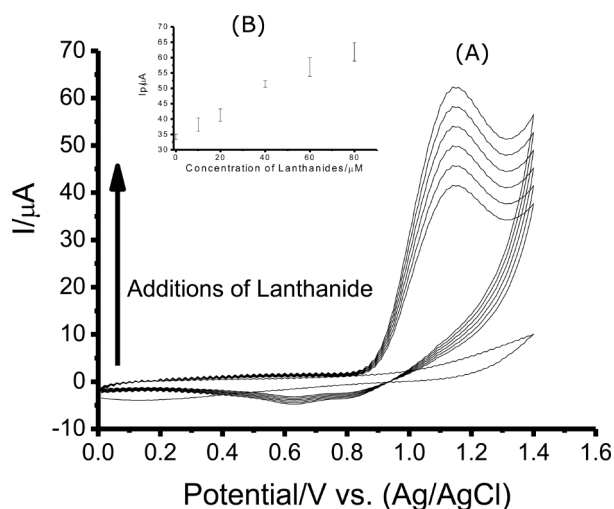 (B)
(A)
70
60
50
40
30
20
10
0
-10
I/μA
70
65
60
55
50
45
40
35
30
Ip/μA
0 20 40 60 80
Concentration of Lanthanides/μM
Additions of Lanthanide
0.0 0.2 0.4 0.6 0.8 1.0 1.2 1.4 1.6
Potential/V vs. (Ag/AgCl)